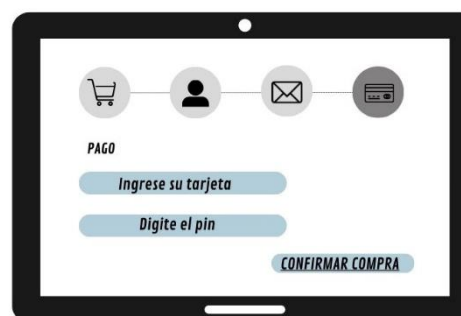 PAGO
Ingrese su tarjeta
Digite el pin
CONFIRMAR COMPRA